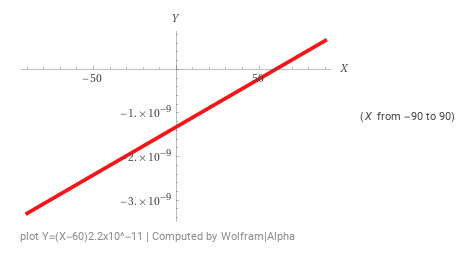 Y
X
−50
50
−1.×10−9
2.×10−9
−3.×10−9
(X from −90 to 90)
plot Y=(X−60)2.2x10^−11 | Computed by Wolfram|Alpha